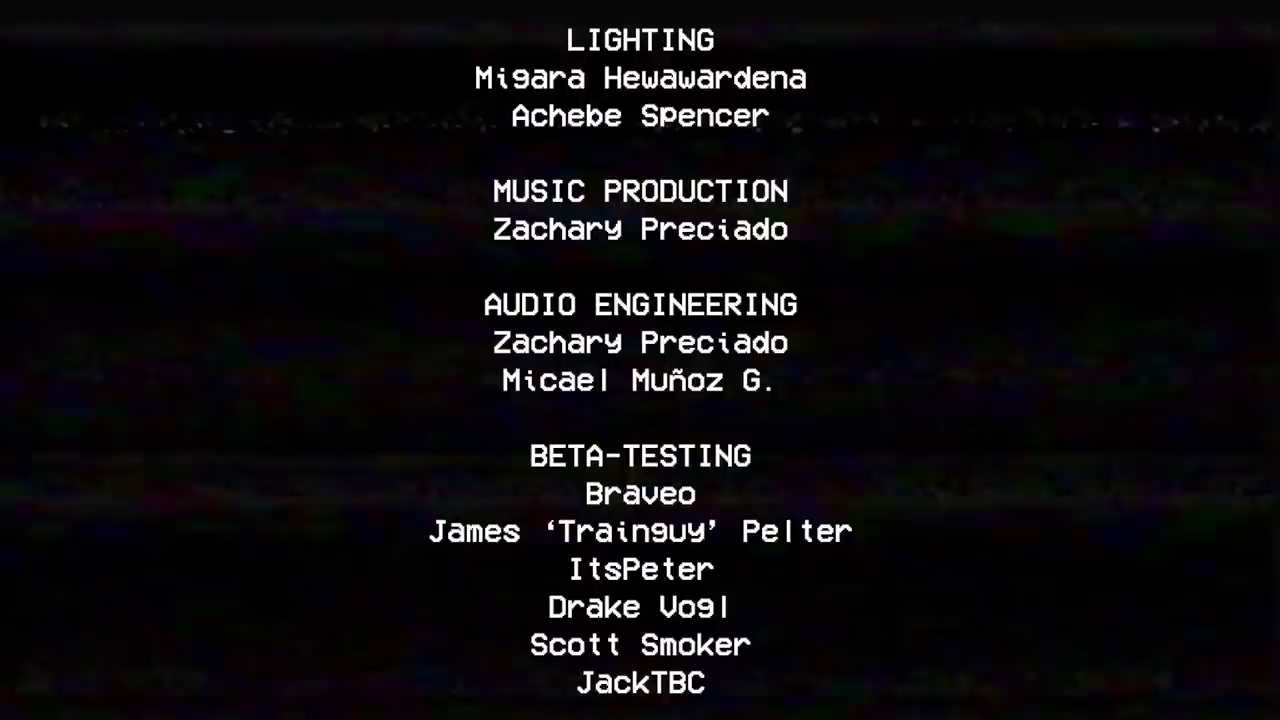 LIGHTING
Migara Hewawardena
Achebe Spencer
MUSIC PRODUCTION
Zachary Preciado
AUDIO ENGINEERING
Zachary Preciado
Micael Muñoz G.
BETA-TESTING
Braveo
James ‘Trainguy’ Pelter
ItsPeter
Drake Vogl
Scott Smoker
JackTBC